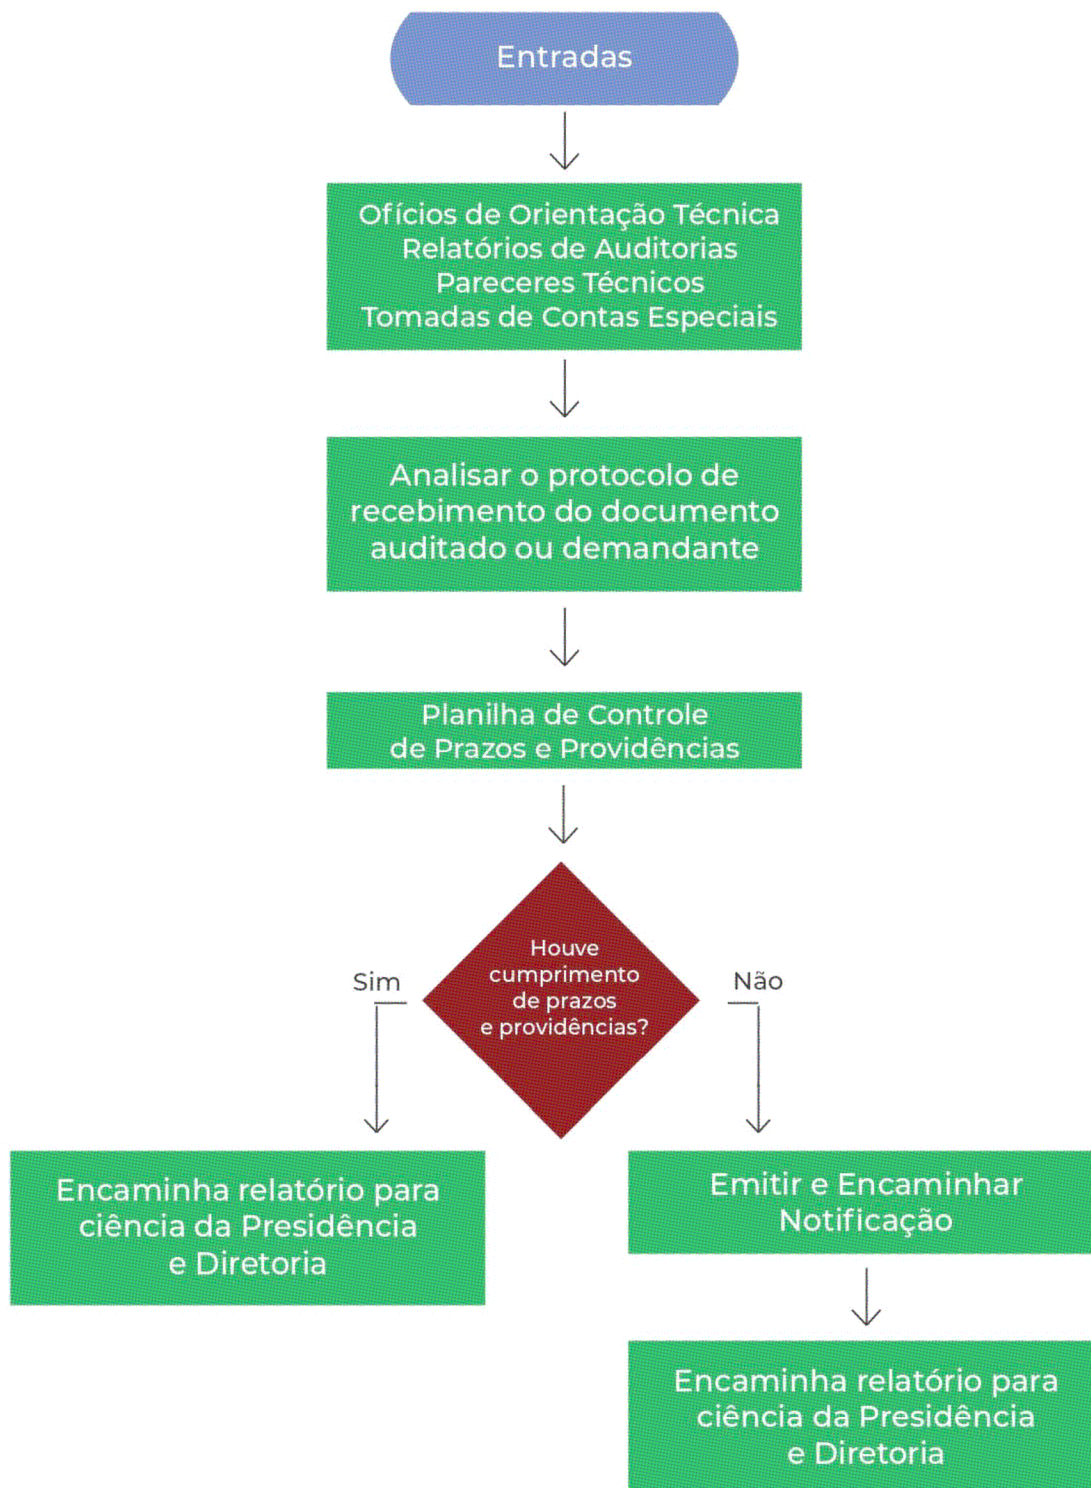 Entradas
Ofícios de Orientação Técnica
Relatórios de Auditorias
Pareceres Técnicos
Tomadas de Contas Especiais
Analisar o protocolo de
recebimento do documento
auditado ou demandante
Planilha de Controle
de Prazos e Providências
Houve
cumprimento
de prazos
e providências?
Sim
Não
Encaminha relatório para
ciência da Presidência
e Diretoria
Emitir e Encaminhar
Notificação
Encaminha relatório para
ciência da Presidência
e Diretoria